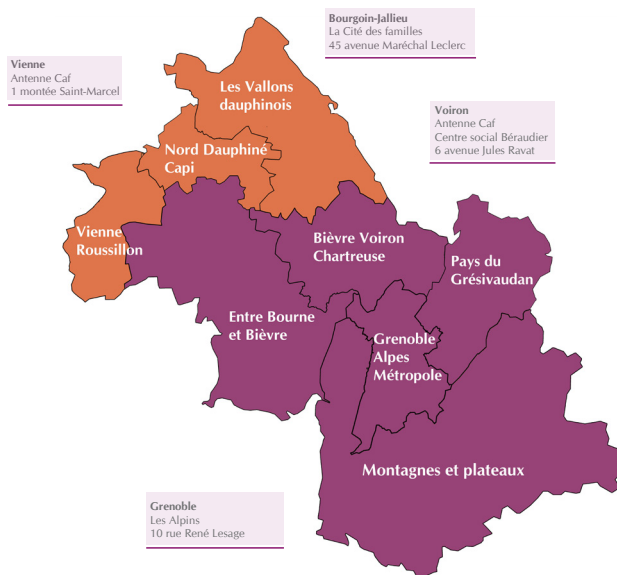 Bourgoin-Jallieu
La Cité des familles
45 avenue Maréchal Leclerc
Vienne
Antenne Caf
1 montée Saint-Marcel
Les Vallons
dauphinois
Voiron
Antenne Caf
Centre social Béraudier
6 avenue Jules Ravat
Nord Dauphiné
Capi
Vienne
Roussillon
Bièvre Voiron
Chartreuse
Pays du
Grésivaudan
Entre Bourne
et Bièvre
Grenoble
Alpes
Métropole
Montagnes et plateaux
Grenoble
Les Alpins
10 rue René Lesage